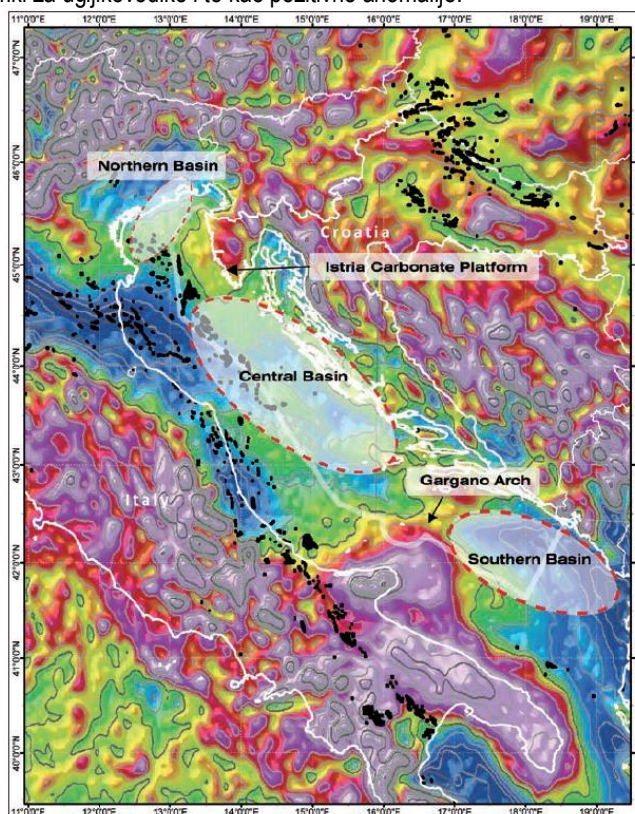 za ugljikovodike i to kao pozitivne anomalije.
47°0'0"N
46°0'0"N
45°0'0"N
44°0'0"N
43°0'0"N
42°0'0"N
41°0'0"N
40°0'0"N
Northern Basin
Croatia
Istria Carbonate Platform
Central Basin
Italy
Gargano Arch
Southern Basin
11°0'0"E
12°0'0"E
13°0'0"E
14°0'0"E
15°0'0"E
16°0'0"E
17°0'0"E
18°0'0"E
19°0'0"E